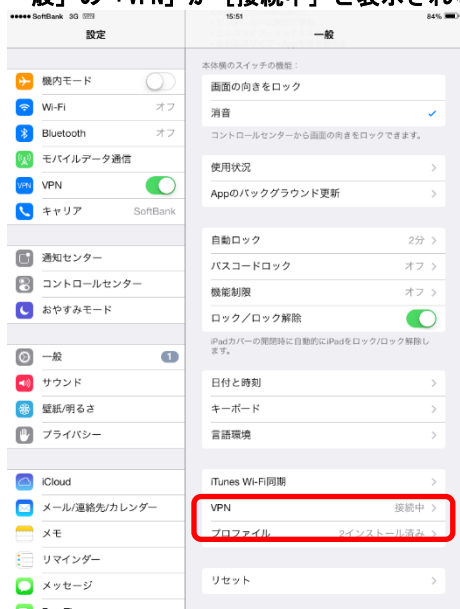 般」の「VPN」が［接続中］と表示され
SoftBank 3G
15:51
84%
設定
一般
機内モード
Wi-Fi オフ
Bluetooth オフ
モバイルデータ通信
VPN VPN
キャリア SoftBank
通知センター
コントロールセンター
おやすみモード
一般 1
サウンド
壁紙/明るさ
プライバシー
iCloud
メール/連絡先/カレンダー
メモ
リマインダー
メッセージ
本体横のスイッチの機能：
画面の向きをロック
消音
コントロールセンターから画面の向きをロックできます。
使用状況
Appのバックグラウンド更新
自動ロック 2分
パスコードロック オフ
機能制限 オフ
ロック／ロック解除
iPadカバーの開閉時に自動的にiPadをロック/ロック解除し
ます。
日付と時刻
キーボード
言語環境
iTunes Wi-Fi同期
VPN 接続中
プロファイル 2インストール済み
リセット